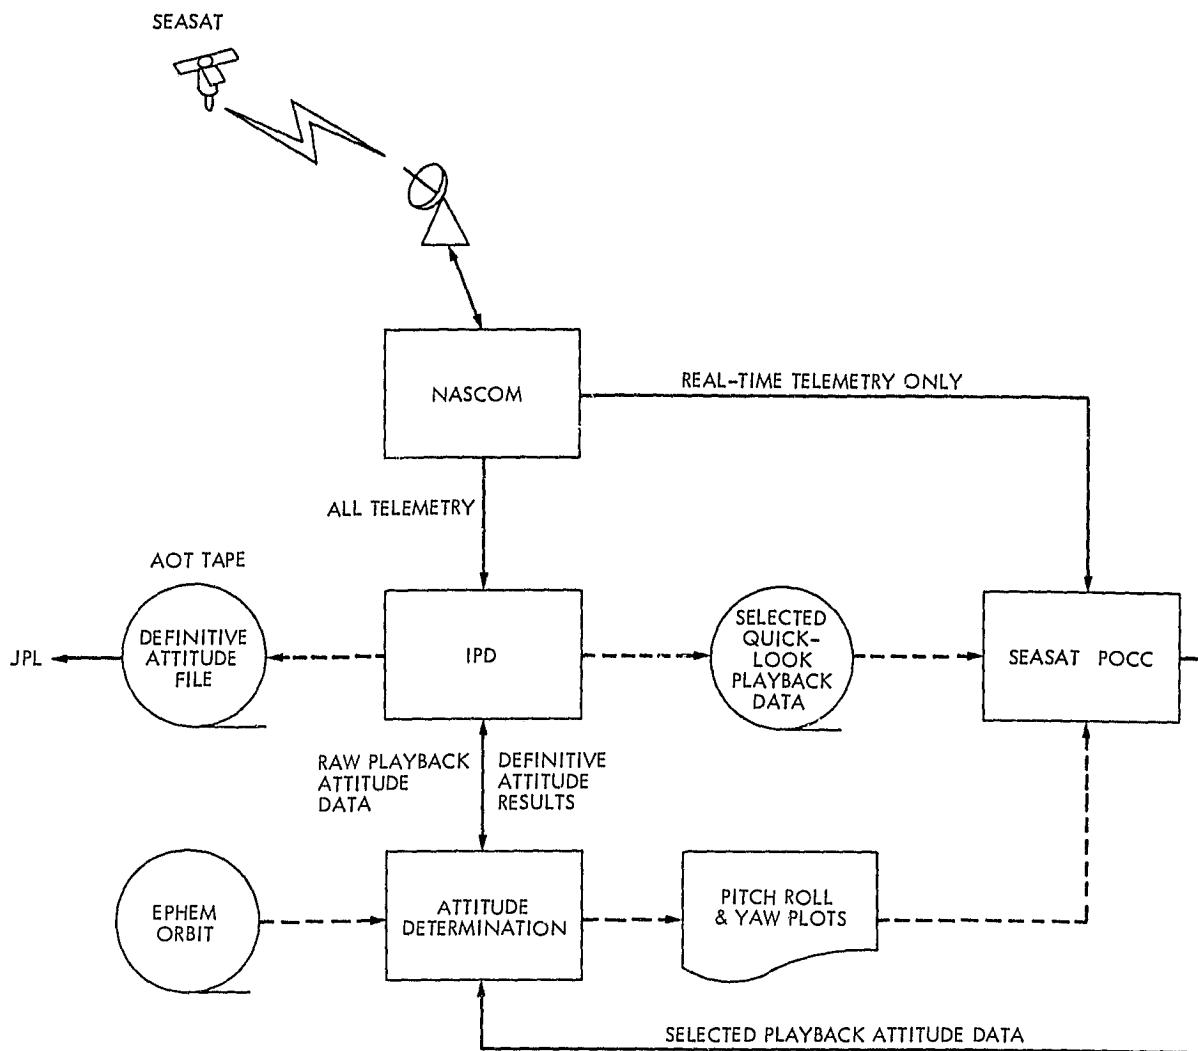 SEASAT
NASCOM
REAL-TIME TELEMETRY ONLY
ALL TELEMETRY
AOT TAPE
DEFINITIVE
ATTITUDE
FILE
JPL
IPD
SELECTED
QUICK-
LOOK
PLAYBACK
DATA
SEASAT POCC
RAW PLAYBACK
ATTITUDE
DATA
DEFINITIVE
ATTITUDE
RESULTS
EPHEM
ORBIT
ATTITUDE
DETERMINATION
PITCH ROLL
& YAW PLOTS
SELECTED PLAYBACK ATTITUDE DATA